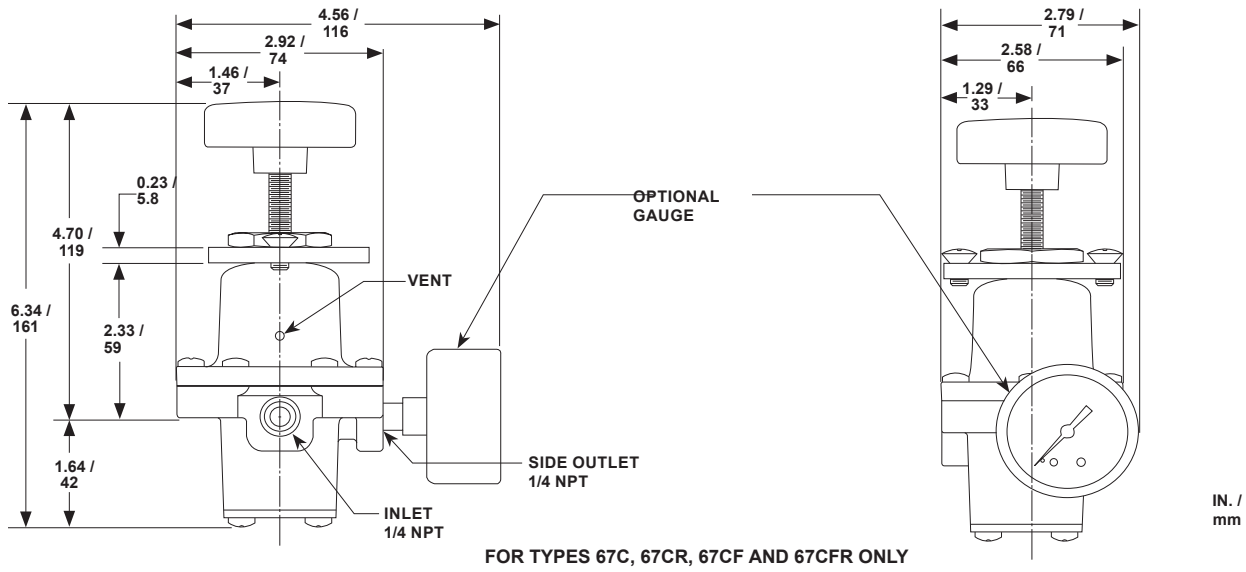 4.56 /
116
2.92 /
74
1.46 /
37
2.79 /
71
2.58 /
66
1.29 /
33
0.23 /
5.8
4.70 /
119
6.34 /
161
2.33 /
59
1.64 /
42
OPTIONAL
GAUGE
VENT
SIDE OUTLET
1/4 NPT
INLET
1/4 NPT
IN. /
mm
FOR TYPES 67C, 67CR, 67CF AND 67CFR ONLY